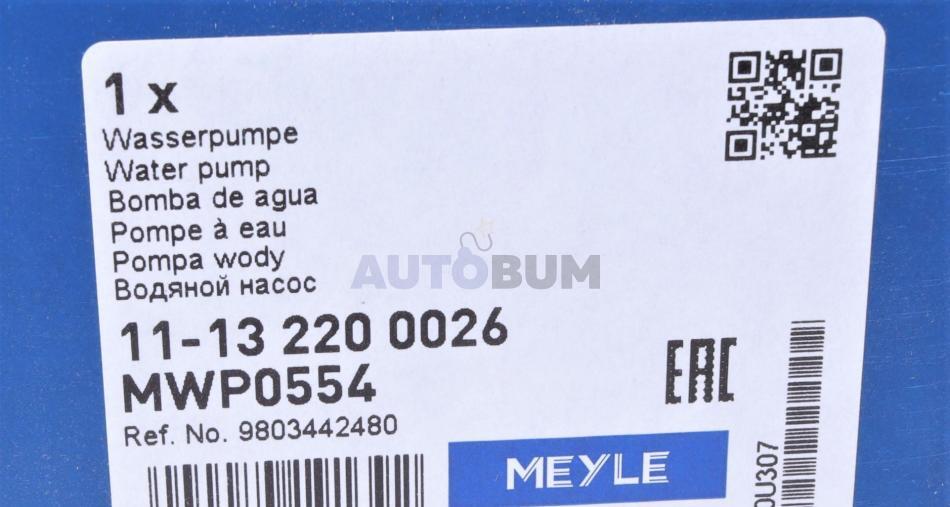 1 x
Wasserpumpe
Water pump
Bomba de agua
Pompe à eau
Pompa wody
Водяной насос
AUTOBUM
11-13 220 0026
MWP0554
Ref. No. 9803442480
EAC
MEYLE